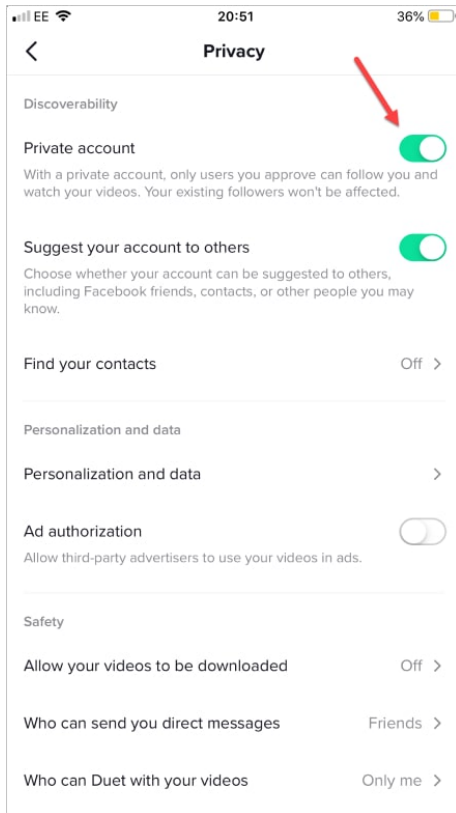 EE 20:51 36%
Privacy
Discoverability
Private account
With a private account, only users you approve can follow you and
watch your videos. Your existing followers won't be affected.
Suggest your account to others
Choose whether your account can be suggested to others,
including Facebook friends, contacts, or other people you may
know.
Find your contacts Off
Personalization and data
Personalization and data
Ad authorization
Allow third-party advertisers to use your videos in ads.
Safety
Allow your videos to be downloaded Off
Who can send you direct messages Friends
Who can Duet with your videos Only me